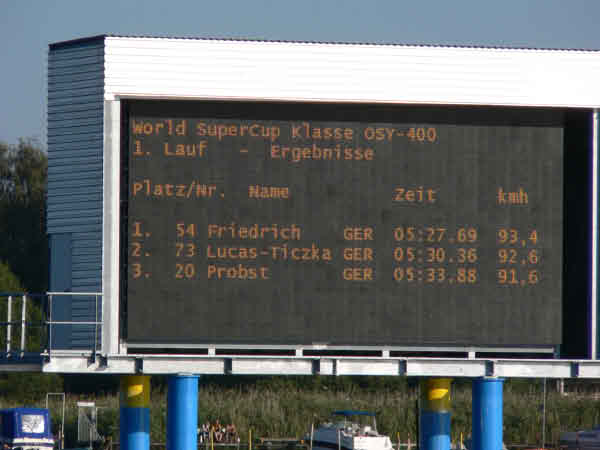 World SuperCup Klasse OSY-400
1. Lauf - Ergebnisse
Platz/Nr. Name Zeit kmh
1. 54 Friedrich GER 05:27.69 93,4
2. 73 Lucas-Ticzka GER 05:30.36 92,6
3. 20 Probst GER 05:33.88 91,6